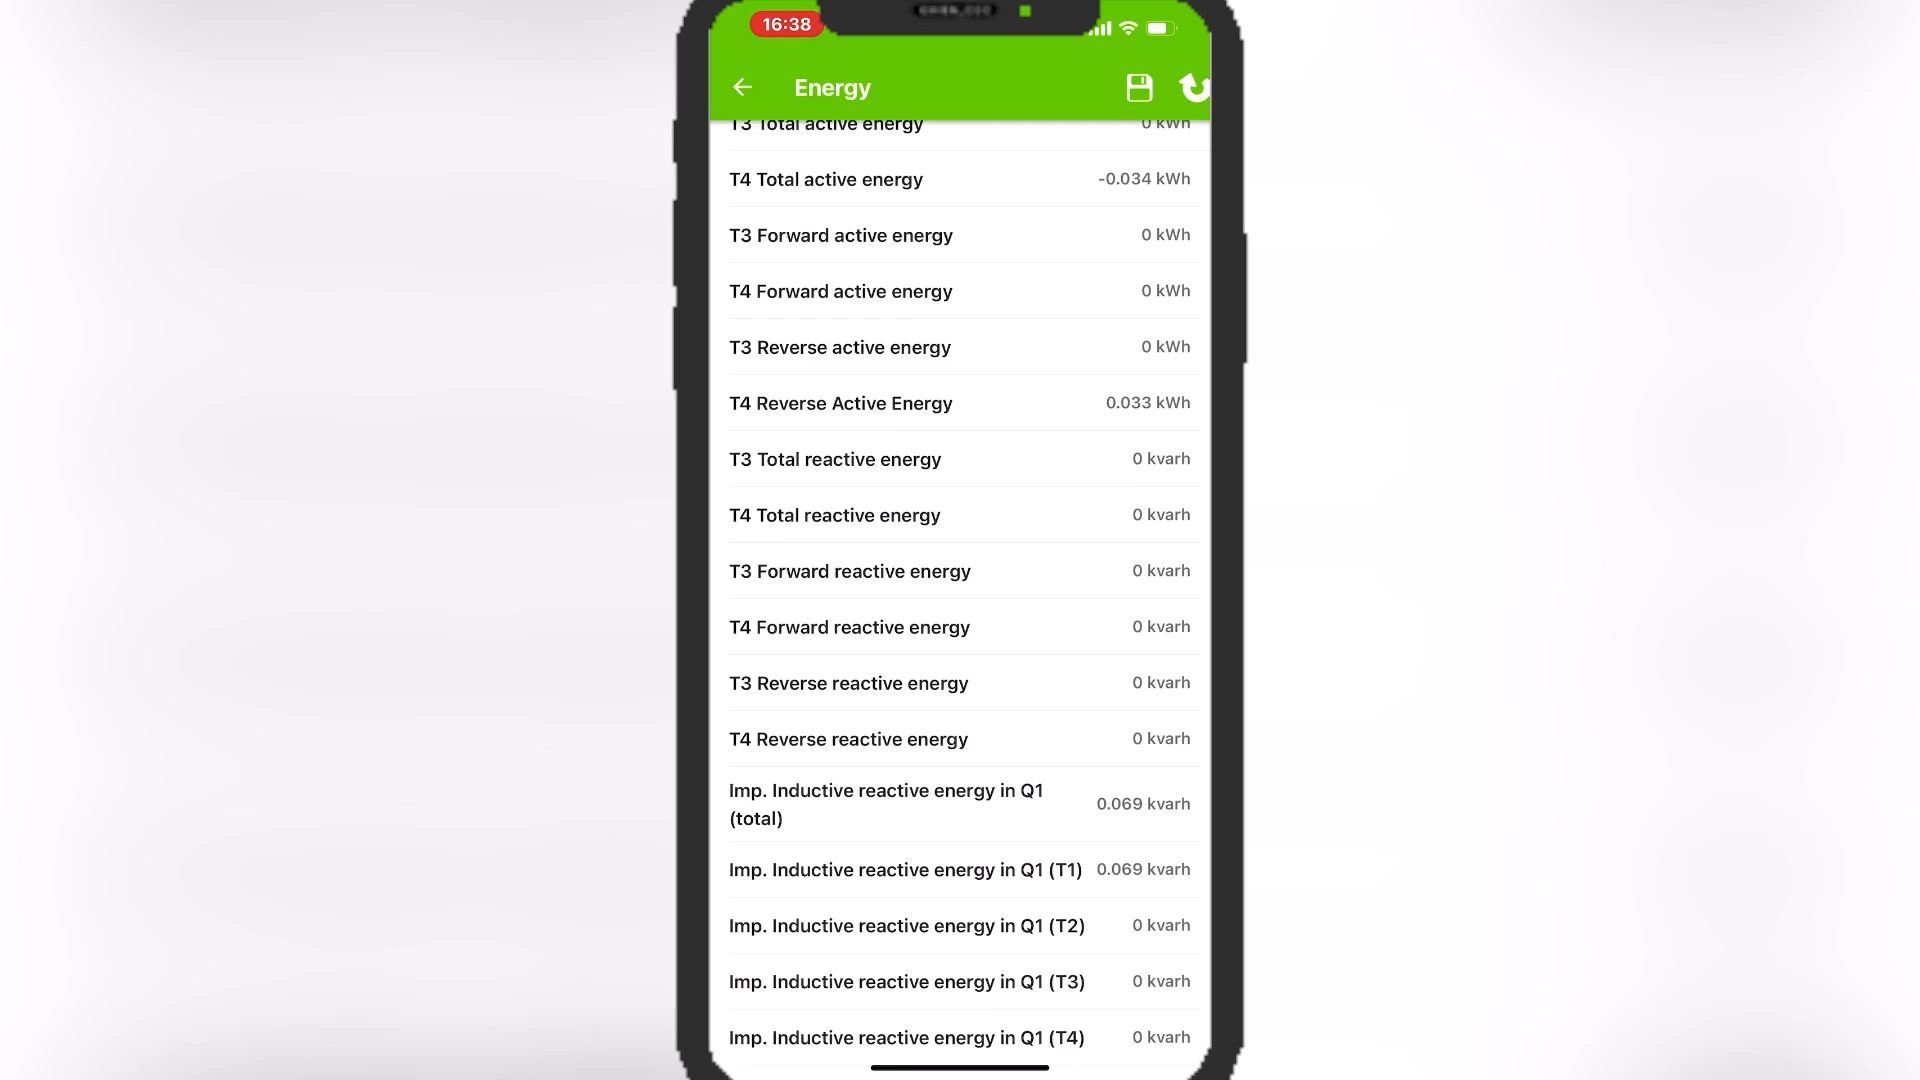 16:38
Energy
T3 Total active energy 0 kWh
T4 Total active energy -0.034 kWh
T3 Forward active energy 0 kWh
T4 Forward active energy 0 kWh
T3 Reverse active energy 0 kWh
T4 Reverse Active Energy 0.033 kWh
T3 Total reactive energy 0 kvarh
T4 Total reactive energy 0 kvarh
T3 Forward reactive energy 0 kvarh
T4 Forward reactive energy 0 kvarh
T3 Reverse reactive energy 0 kvarh
T4 Reverse reactive energy 0 kvarh
Imp. Inductive reactive energy in Q1
(total) 0.069 kvarh
Imp. Inductive reactive energy in Q1 (T1) 0.069 kvarh
Imp. Inductive reactive energy in Q1 (T2) 0 kvarh
Imp. Inductive reactive energy in Q1 (T3) 0 kvarh
Imp. Inductive reactive energy in Q1 (T4) 0 kvarh